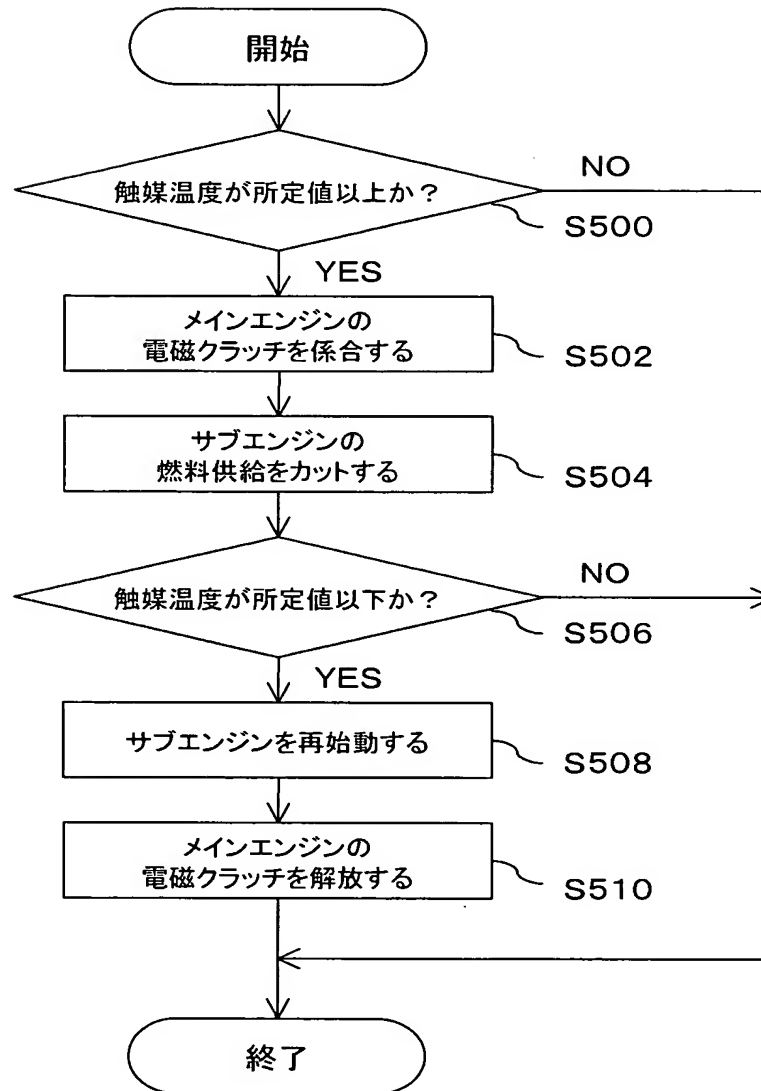 開始
触媒温度が所定値以上か？
NO
S500
YES
メインエンジンの
電磁クラッチを係合する
S502
サブエンジンの
燃料供給をカットする
S504
触媒温度が所定値以下か？
NO
S506
YES
サブエンジンを再始動する
S508
メインエンジンの
電磁クラッチを解放する
S510
終了